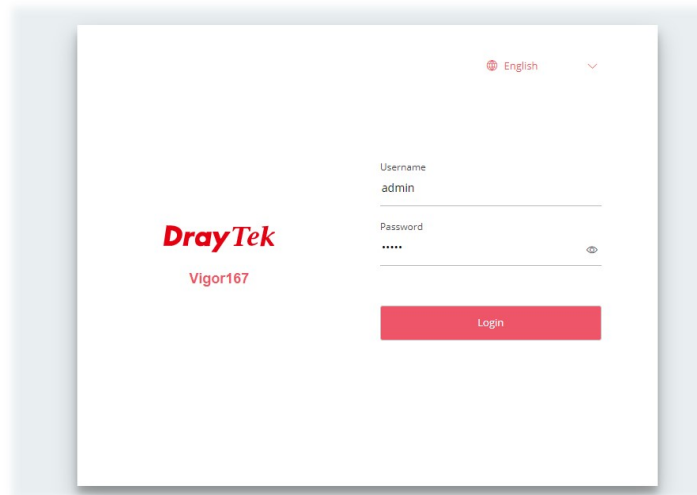 English
Username
admin
Password
•••••
DrayTek
Vigor167
Login